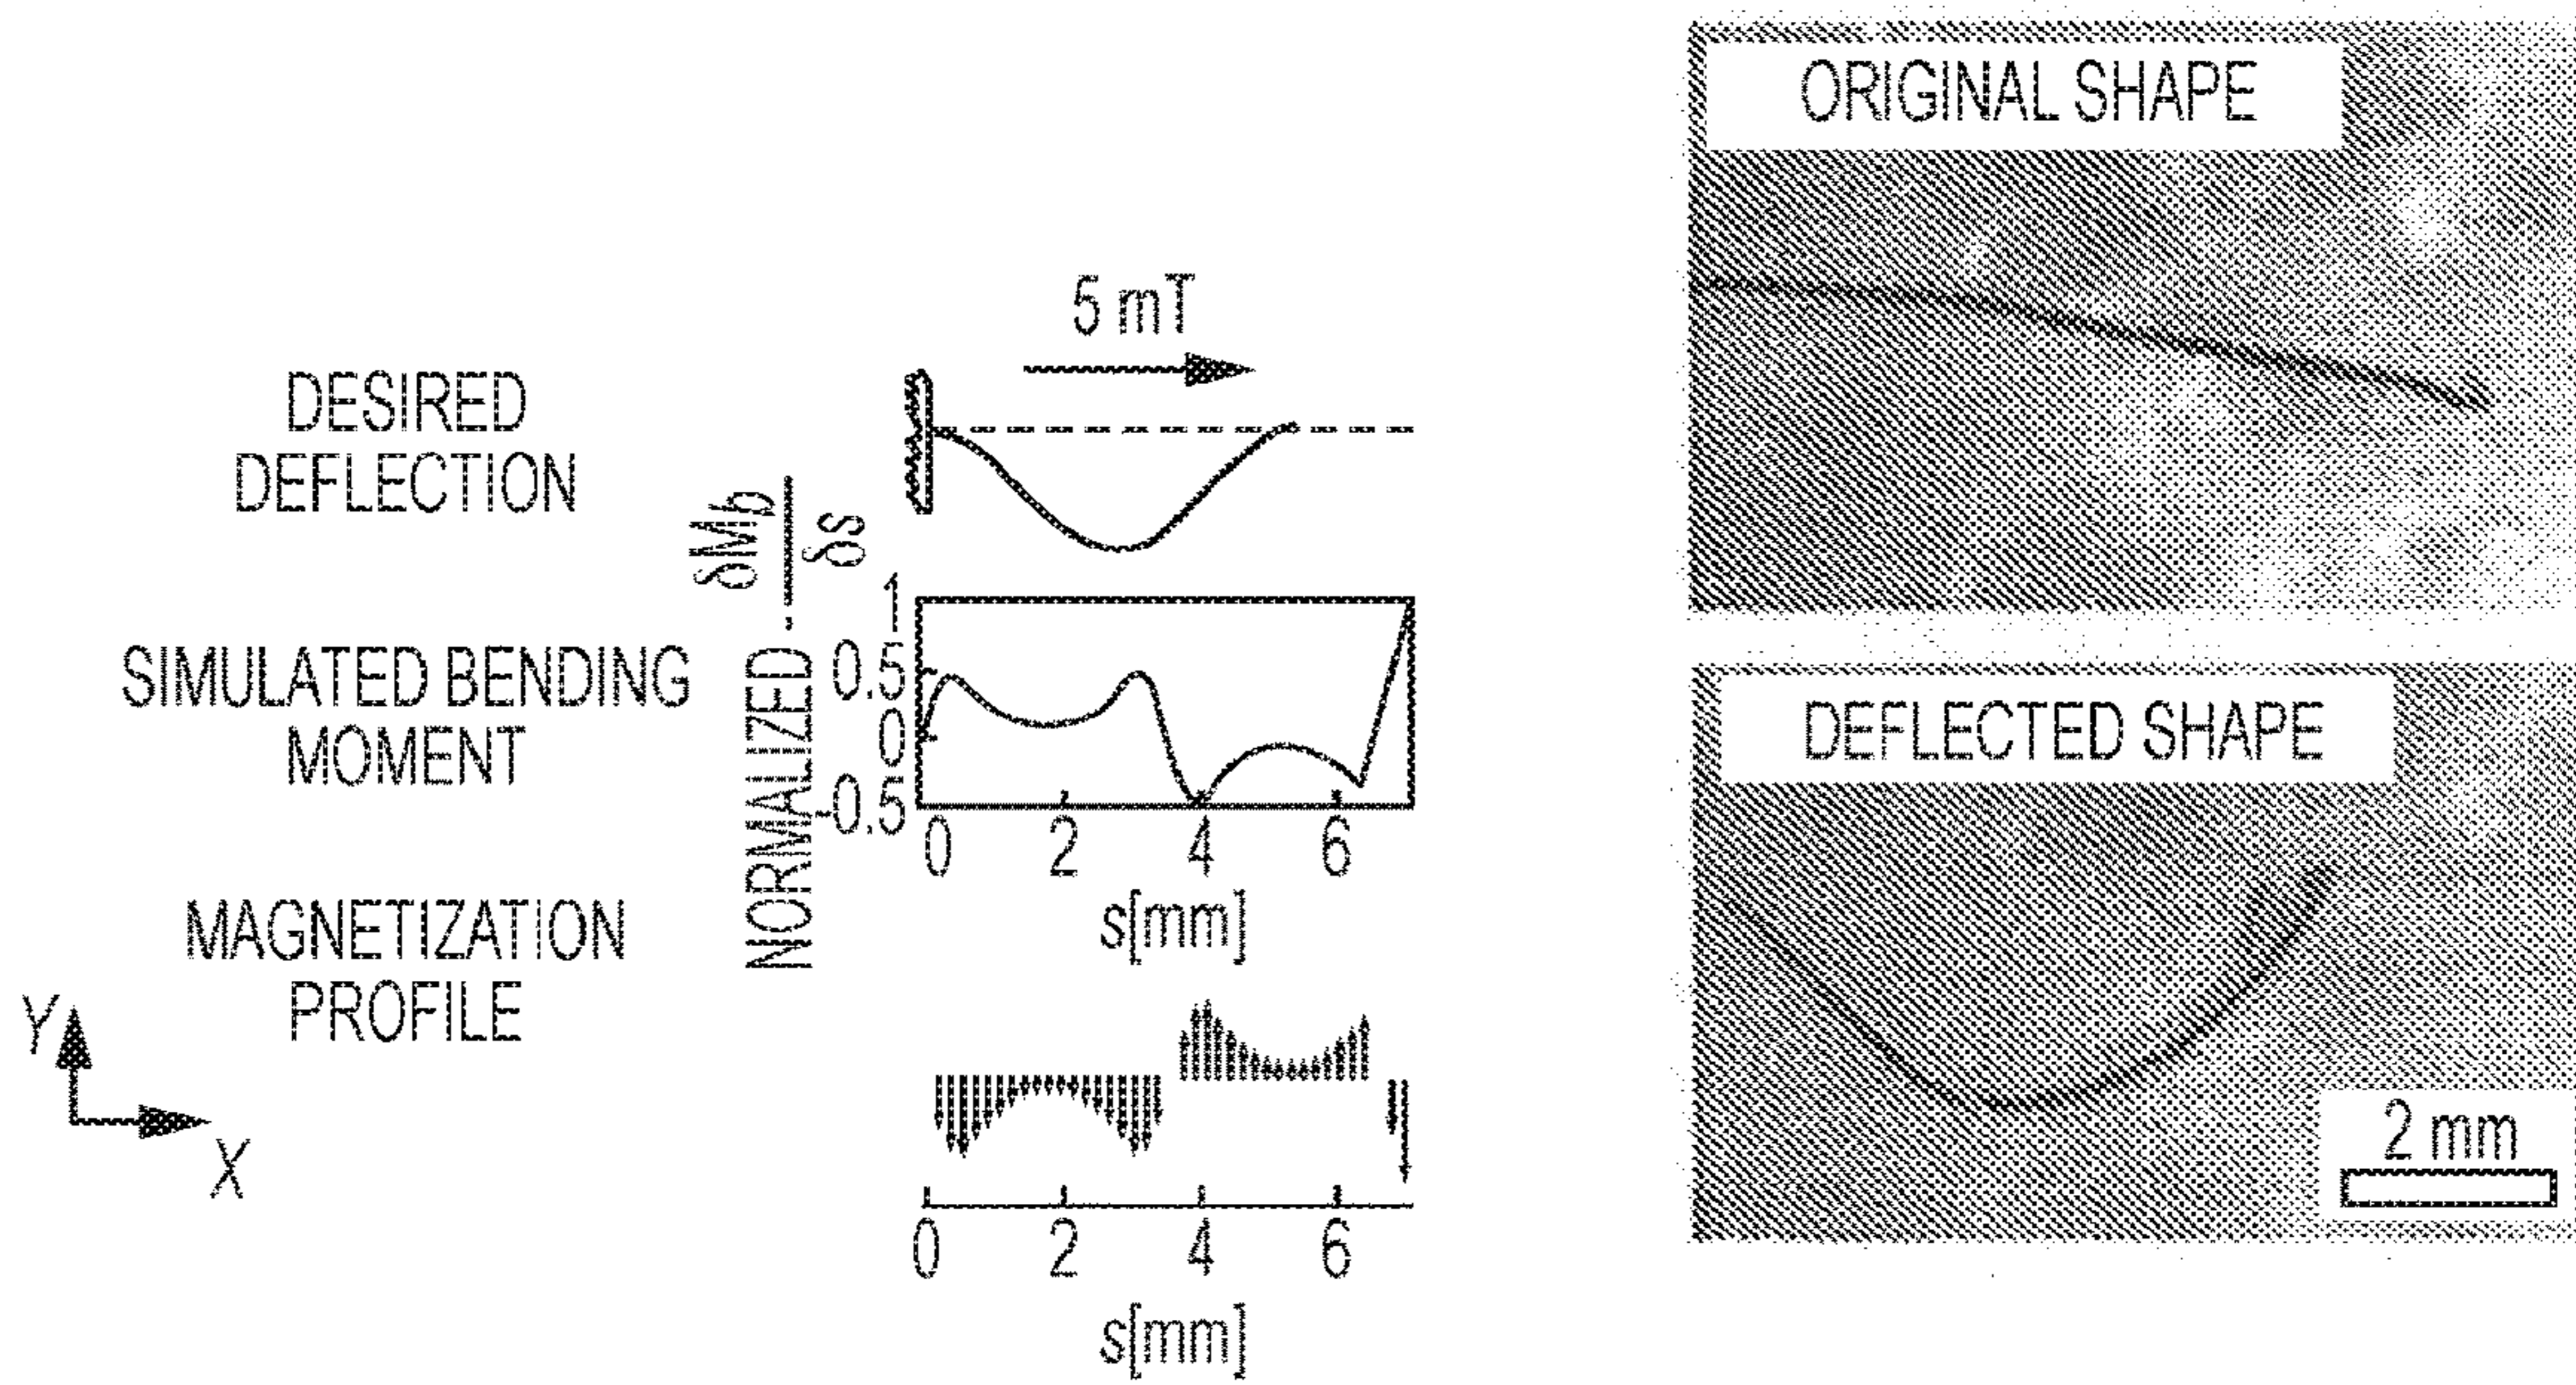 ORIGINAL SHAPE
5 mT
DESIRED
DEFLECTION
NORMALIZED - δMb
δs
1
0.5
0
-0.5
SIMULATED BENDING
MOMENT
0 2 4 6
s[mm]
DEFLECTED SHAPE
MAGNETIZATION
PROFILE
Y
X
0 2 4 6
s[mm]
2 mm